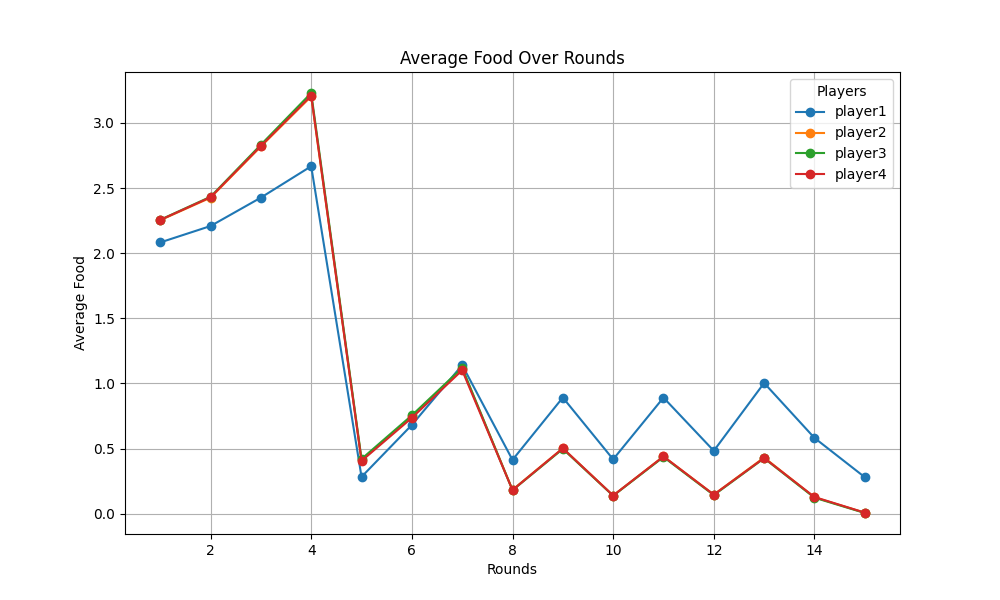 Average Food Over Rounds
Players
player1
player2
player3
player4
Average Food
3.0
2.5
2.0
1.5
1.0
0.5
0.0
2 4 6 8 10 12 14
Rounds